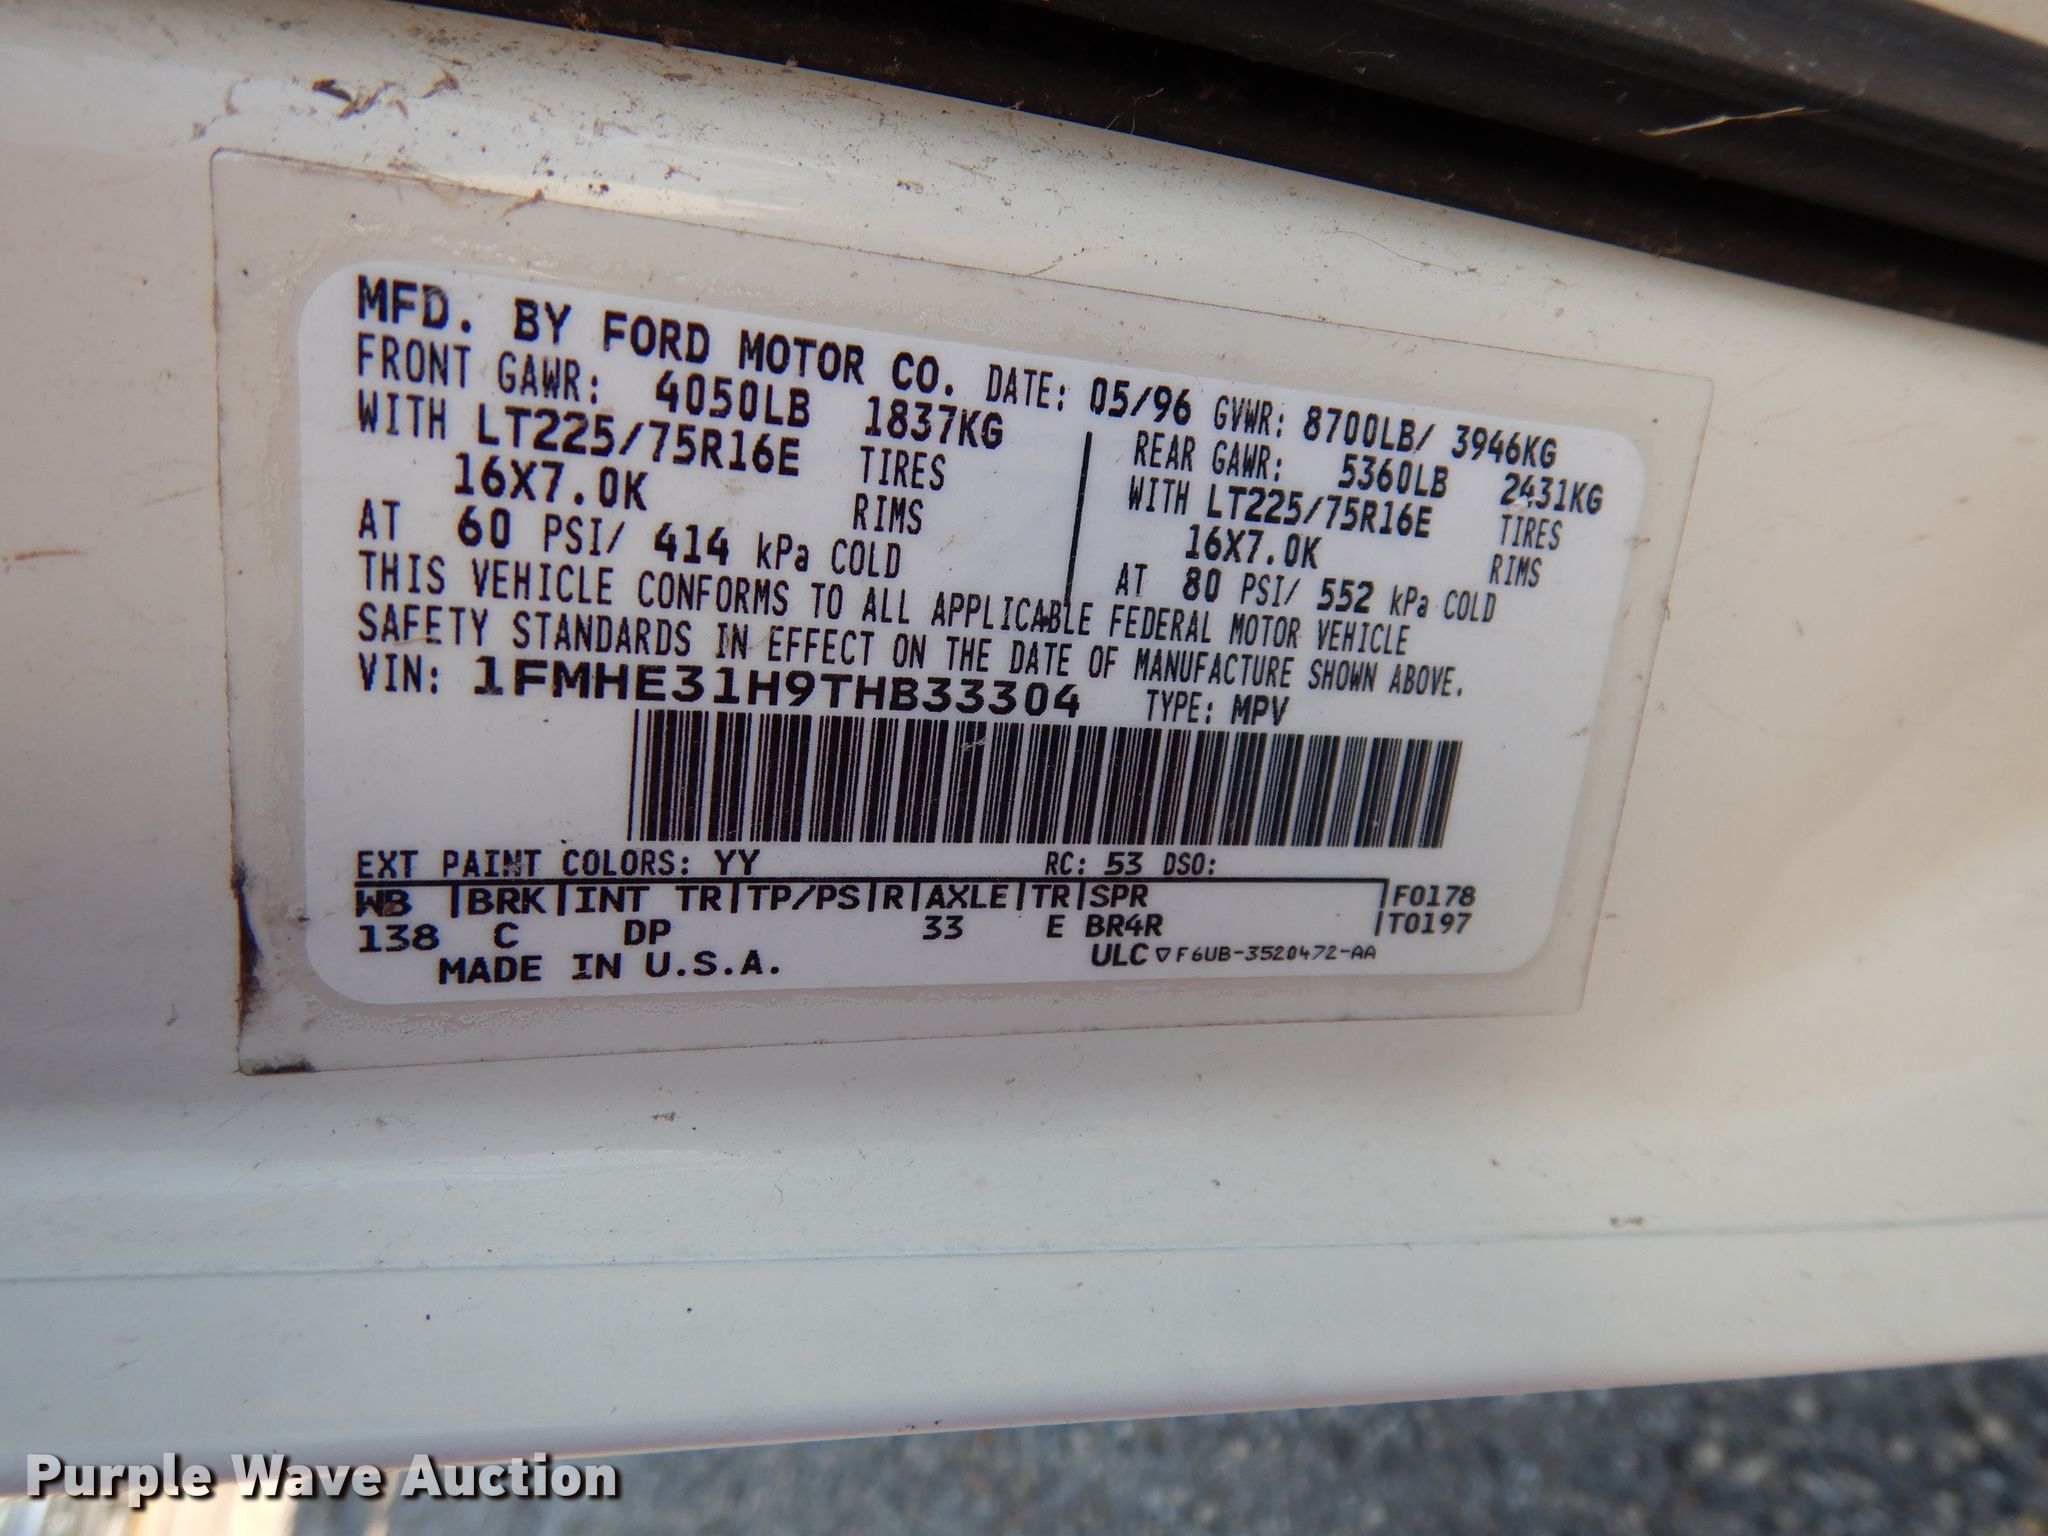 MFD. BY FORD MOTOR CO. DATE: 05/96 GVWR: 8700LB/ 3946KG
FRONT GAWR: 4050LB 1837KG
WITH LT225/75R16E TIRES
16X7.0K RIMS
AT 60 PSI/ 414 kPa COLD
REAR GAWR: 5360LB 2431KG
WITH LT225/75R16E TIRES
16X7.0K RIMS
AT 80 PSI/ 552 kPa COLD
THIS VEHICLE CONFORMS TO ALL APPLICABLE FEDERAL MOTOR VEHICLE
SAFETY STANDARDS IN EFFECT ON THE DATE OF MANUFACTURE SHOWN ABOVE.
VIN: 1FMHE31H9THB33304 TYPE: MPV
EXT PAINT COLORS: YY RC: 53 DSO:
WB |BRK|INT TR|TP/PS|R|AXLE|TR|SPR |F0178
138 C DP 33 E BR4R |T0197
MADE IN U.S.A. ULC ▽ F6UB-3520472-AA
Purple Wave Auction